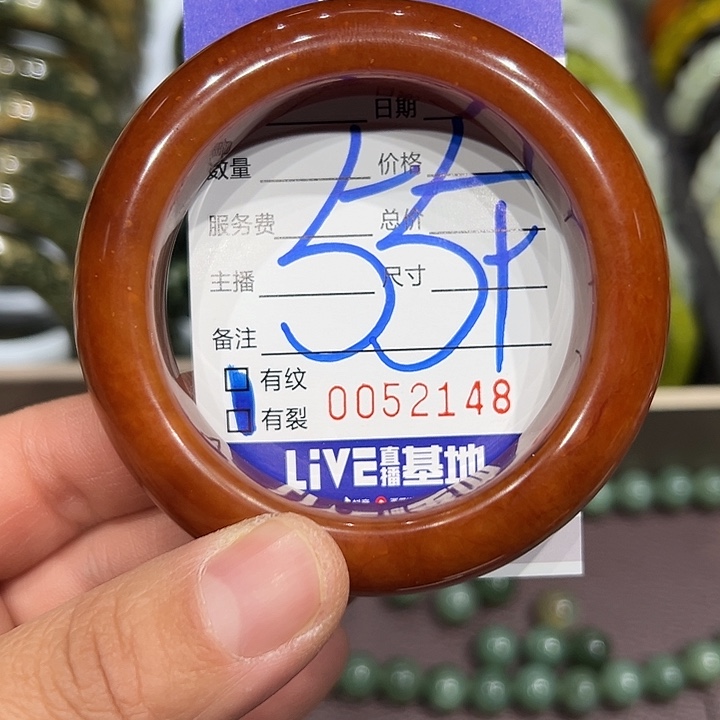 日期
数量 价格
服务费 总价
主播 尺寸
55+
备注
有纹
有裂 0052148
LiVE直播基地